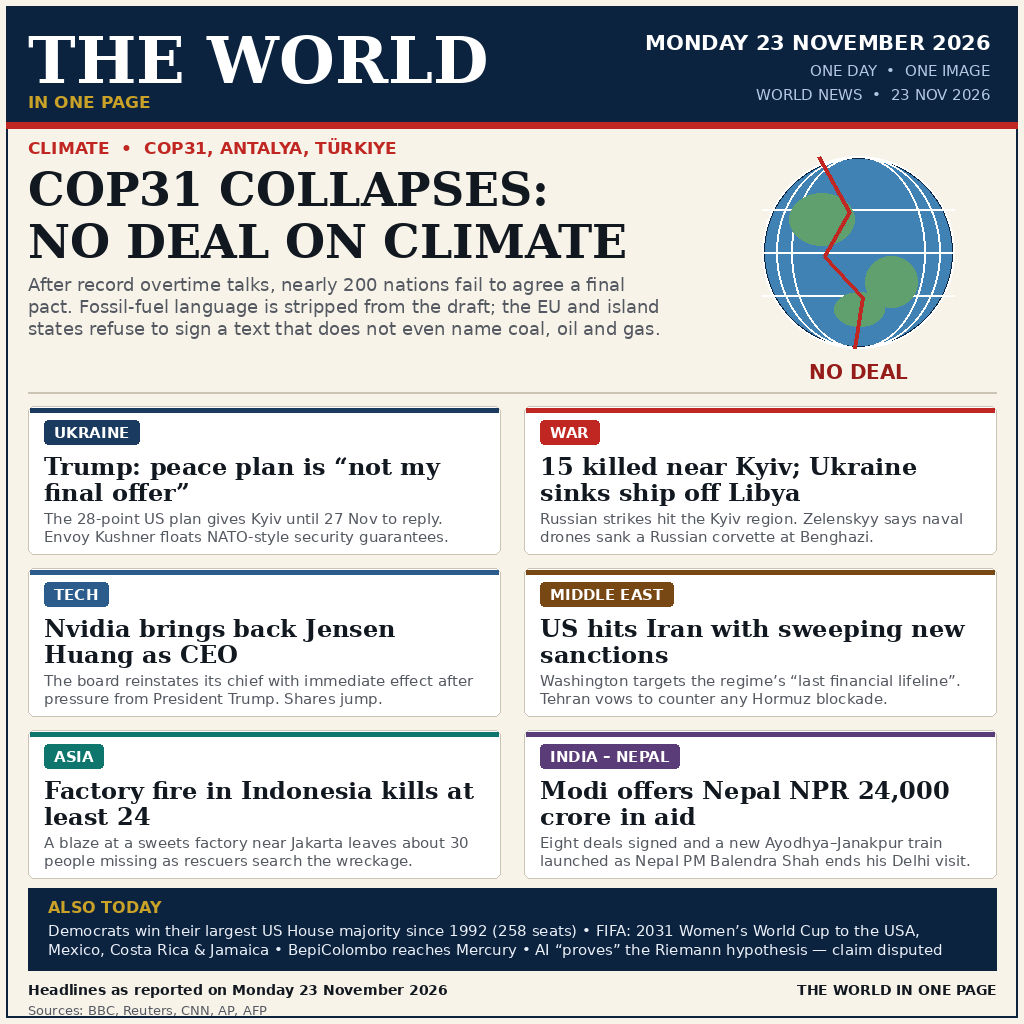 THE WORLD
IN ONE PAGE
MONDAY 23 NOVEMBER 2026
ONE DAY • ONE IMAGE
WORLD NEWS • 23 NOV 2026
CLIMATE • COP31, ANTALYA, TÜRKIYE
COP31 COLLAPSES:
NO DEAL ON CLIMATE
After record overtime talks, nearly 200 nations fail to agree a final
pact. Fossil-fuel language is stripped from the draft; the EU and island
states refuse to sign a text that does not even name coal, oil and gas.
NO DEAL
UKRAINE
Trump: peace plan is “not my
final offer”
The 28-point US plan gives Kyiv until 27 Nov to reply.
Envoy Kushner floats NATO-style security guarantees.
WAR
15 killed near Kyiv; Ukraine
sinks ship off Libya
Russian strikes hit the Kyiv region. Zelenskyy says naval
drones sank a Russian corvette at Benghazi.
TECH
Nvidia brings back Jensen
Huang as CEO
The board reinstates its chief with immediate effect after
pressure from President Trump. Shares jump.
MIDDLE EAST
US hits Iran with sweeping new
sanctions
Washington targets the regime’s “last financial lifeline”.
Tehran vows to counter any Hormuz blockade.
ASIA
Factory fire in Indonesia kills at
least 24
A blaze at a sweets factory near Jakarta leaves about 30
people missing as rescuers search the wreckage.
INDIA – NEPAL
Modi offers Nepal NPR 24,000
crore in aid
Eight deals signed and a new Ayodhya–Janakpur train
launched as Nepal PM Balendra Shah ends his Delhi visit.
ALSO TODAY
Democrats win their largest US House majority since 1992 (258 seats) • FIFA: 2031 Women’s World Cup to the USA,
Mexico, Costa Rica & Jamaica • BepiColombo reaches Mercury • AI “proves” the Riemann hypothesis — claim disputed
Headlines as reported on Monday 23 November 2026
THE WORLD IN ONE PAGE
Sources: BBC, Reuters, CNN, AP, AFP